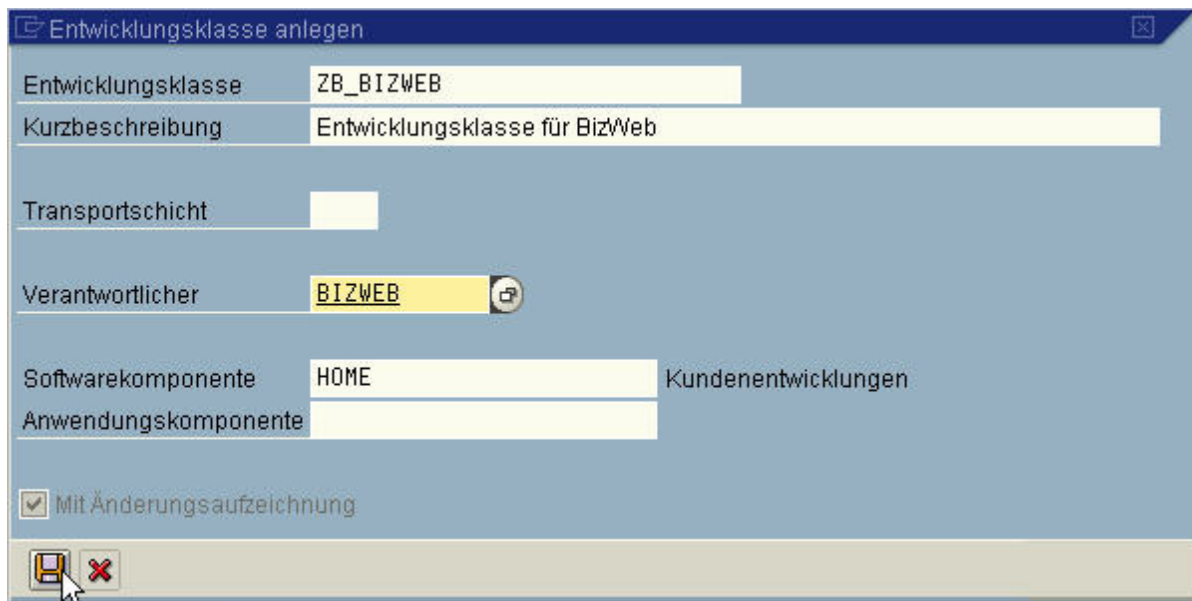 Entwicklungsklasse anlegen
Entwicklungsklasse ZB_BIZWEB
Kurzbeschreibung Entwicklungsklasse für BizWeb
Transportschicht
Verantwortlicher BIZWEB
Softwarekomponente HOME Kundenentwicklungen
Anwendungskomponente
Mit Änderungsaufzeichnung